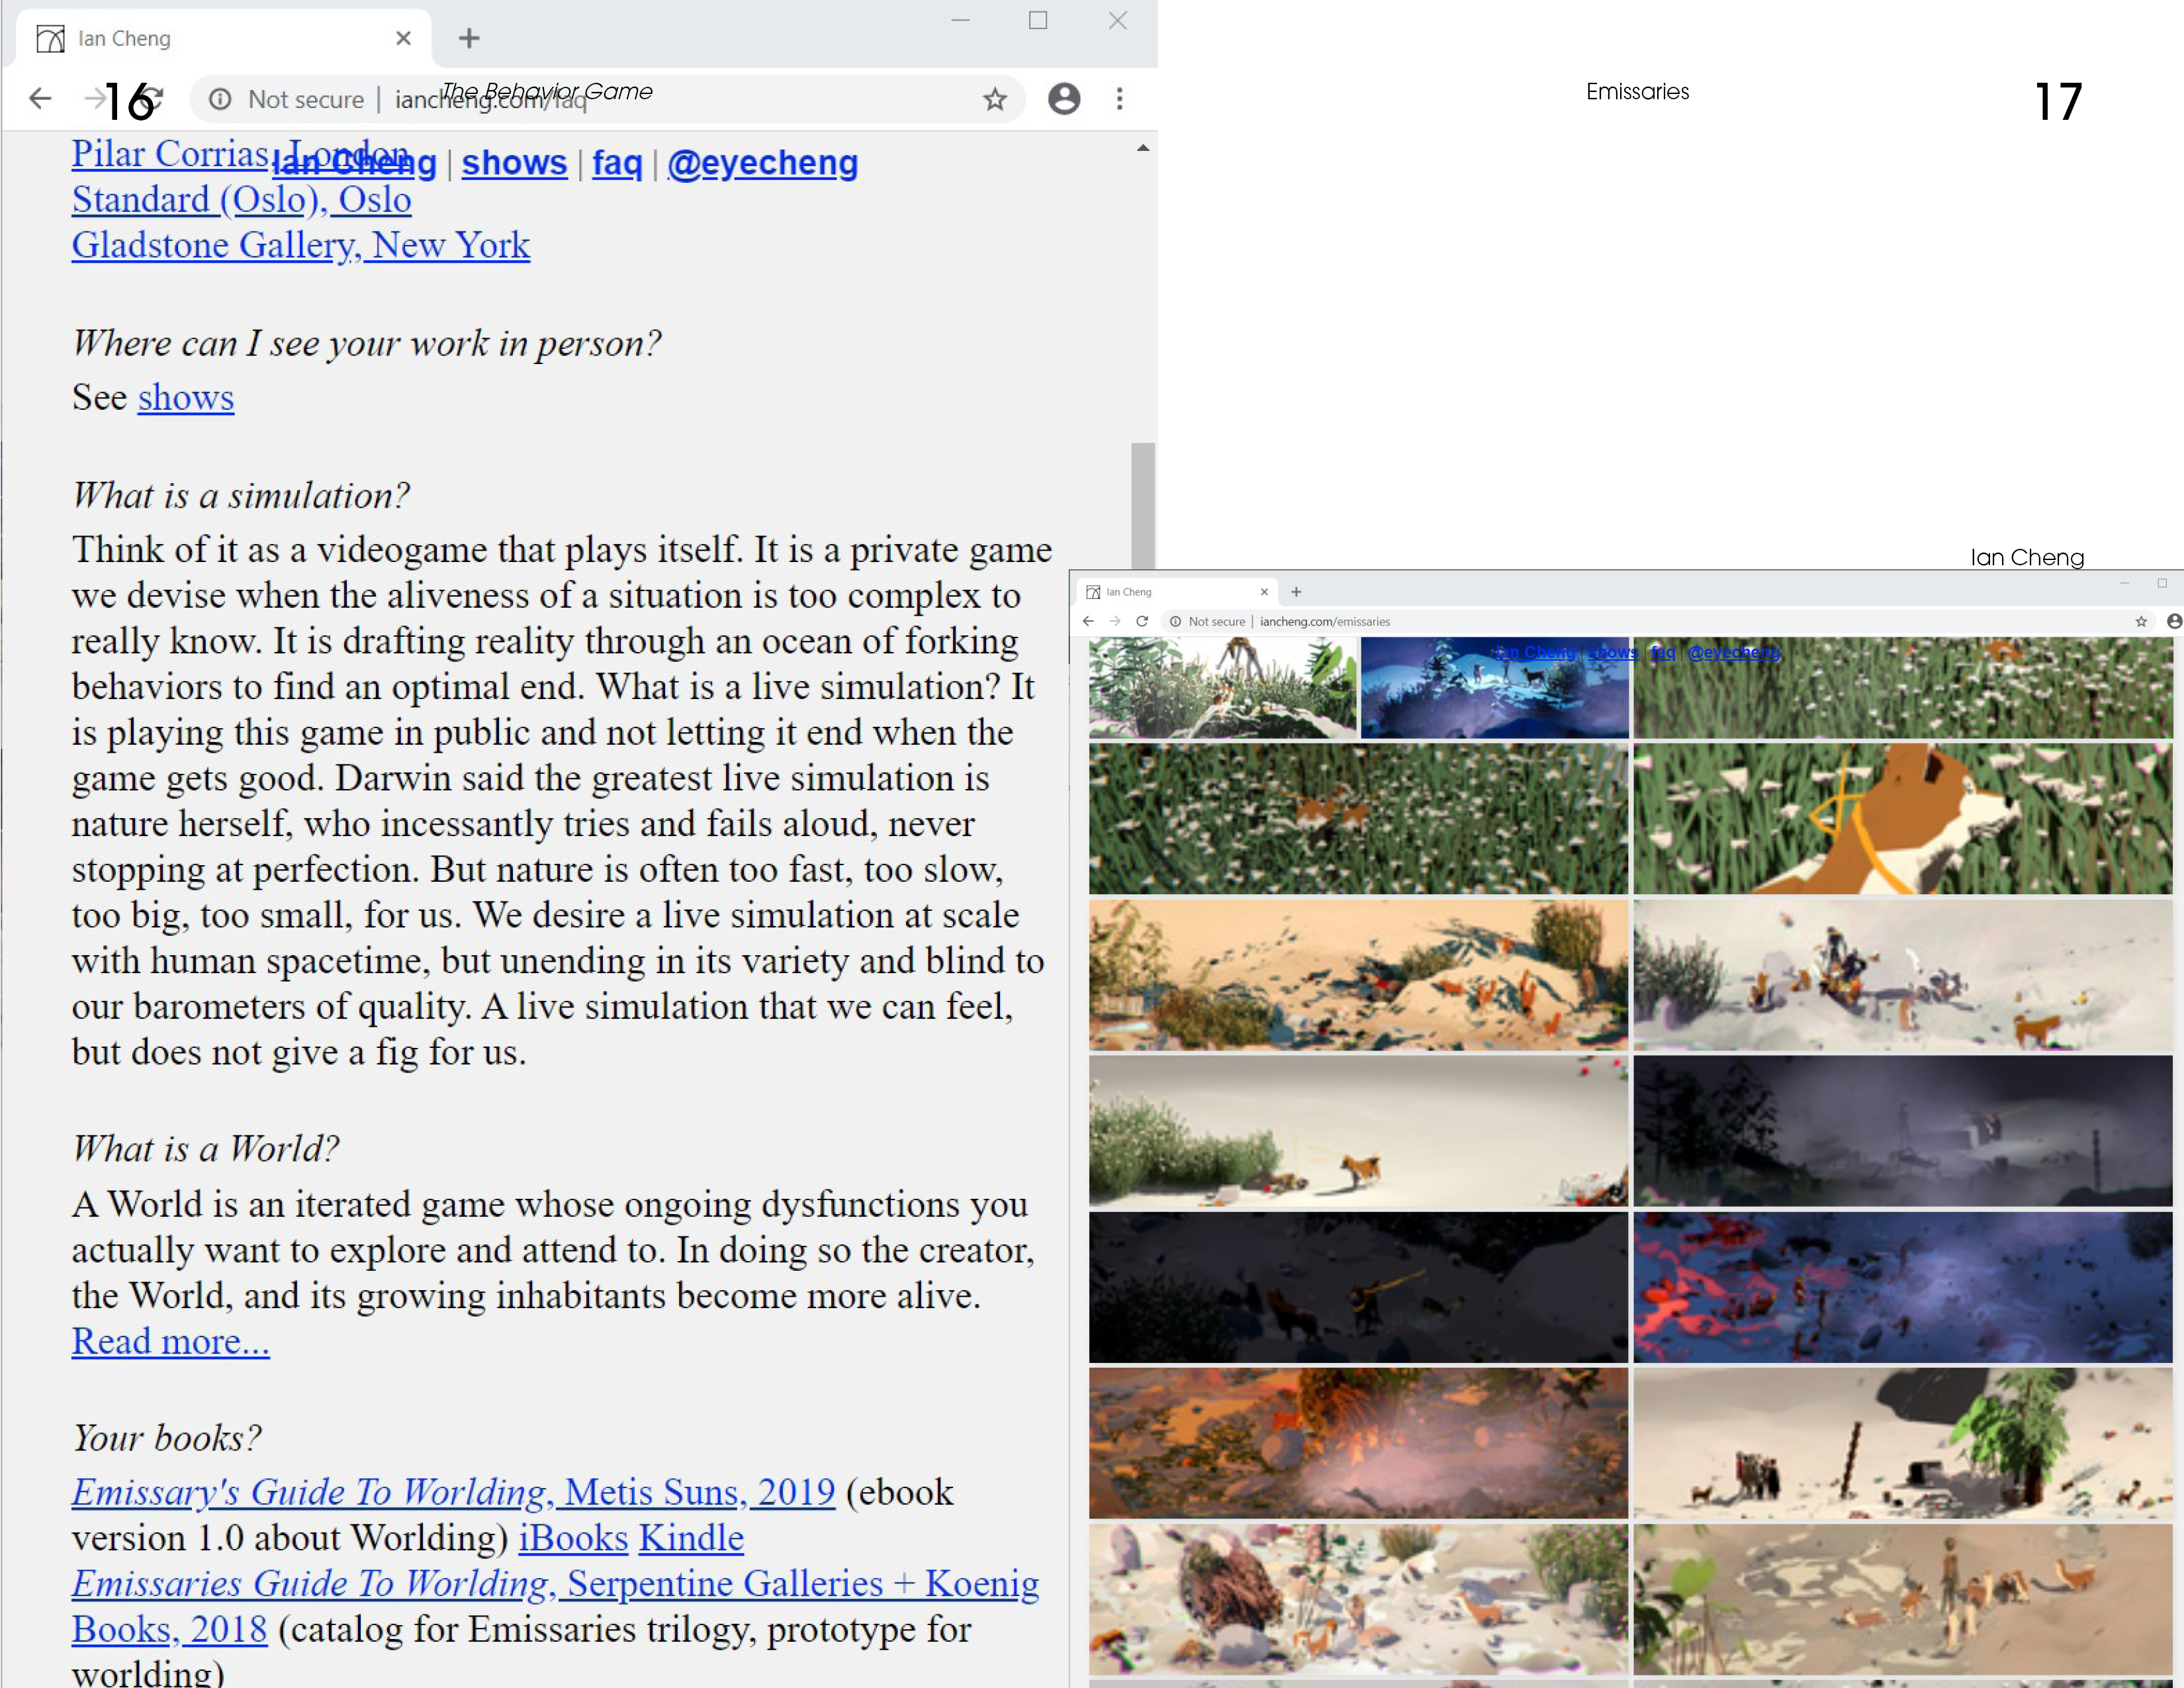 Ian Cheng
16
The Behavior Game
Not secure | iancheng.com/faq
Pilar Corrias, London
Ian Cheng | shows | faq | @eyecheng
Standard (Oslo), Oslo
Gladstone Gallery, New York
Where can I see your work in person?
See shows
What is a simulation?
Think of it as a videogame that plays itself. It is a private game
we devise when the aliveness of a situation is too complex to
really know. It is drafting reality through an ocean of forking
behaviors to find an optimal end. What is a live simulation? It
is playing this game in public and not letting it end when the
game gets good. Darwin said the greatest live simulation is
nature herself, who incessantly tries and fails aloud, never
stopping at perfection. But nature is often too fast, too slow,
too big, too small, for us. We desire a live simulation at scale
with human spacetime, but unending in its variety and blind to
our barometers of quality. A live simulation that we can feel,
but does not give a fig for us.
What is a World?
A World is an iterated game whose ongoing dysfunctions you
actually want to explore and attend to. In doing so the creator,
the World, and its growing inhabitants become more alive.
Read more...
Your books?
Emissary's Guide To Worlding, Metis Suns, 2019 (ebook
version 1.0 about Worlding) iBooks Kindle
Emissaries Guide To Worlding, Serpentine Galleries + Koenig
Books, 2018 (catalog for Emissaries trilogy, prototype for
worlding)
Emissaries
17
Ian Cheng
Ian Cheng
Not secure | iancheng.com/emissaries
Ian Cheng | shows | faq | @eyecheng